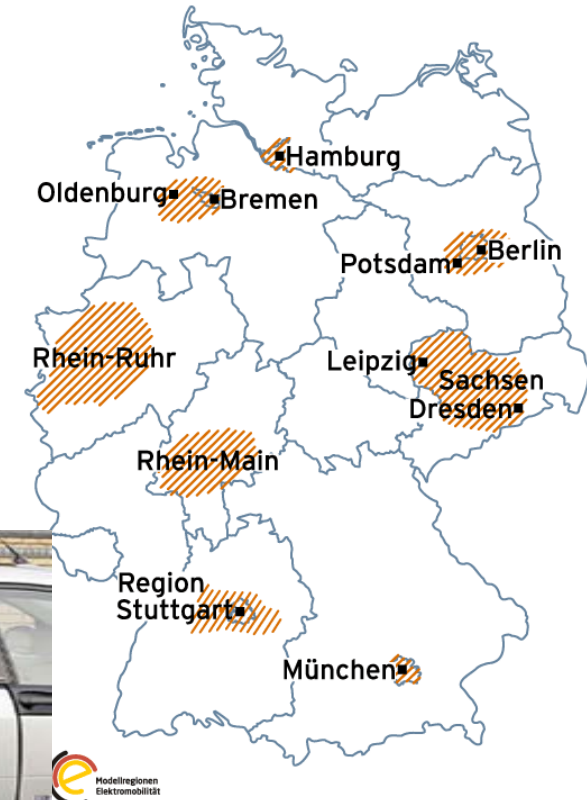 Hamburg
Oldenburg
Bremen
Berlin
Potsdam
Rhein-Ruhr
Leipzig
Sachsen
Dresden
Rhein-Main
Region
Stuttgart
München
e
Modellregionen
Elektromobilität